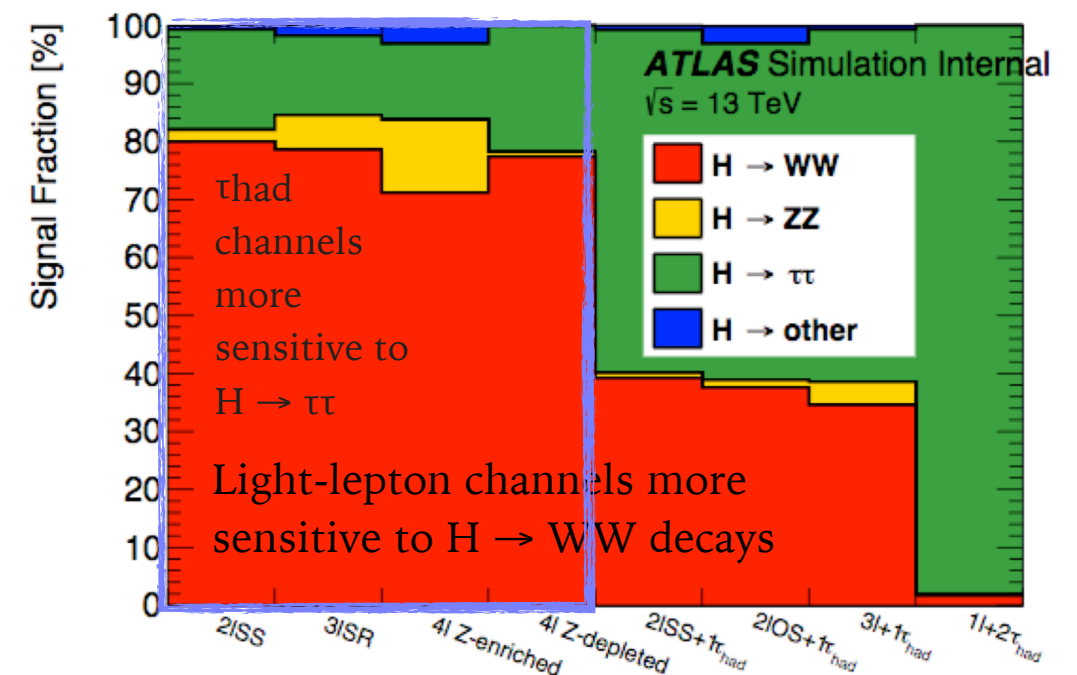 Signal Fraction [%]
100
90
80
70
60
50
40
30
20
10
0
ATLAS Simulation Internal
√s = 13 TeV
H → WW
H → ZZ
H → ττ
H → other
τhad
channels
more
sensitive to
H → ττ
Light-lepton channels more
sensitive to H → WW decays
2lSS
3lSR
4l Z-enriched
4l Z-depleted
2lSS+1τhad
2lOS+1τhad
3l+1τhad
1l+2τhad